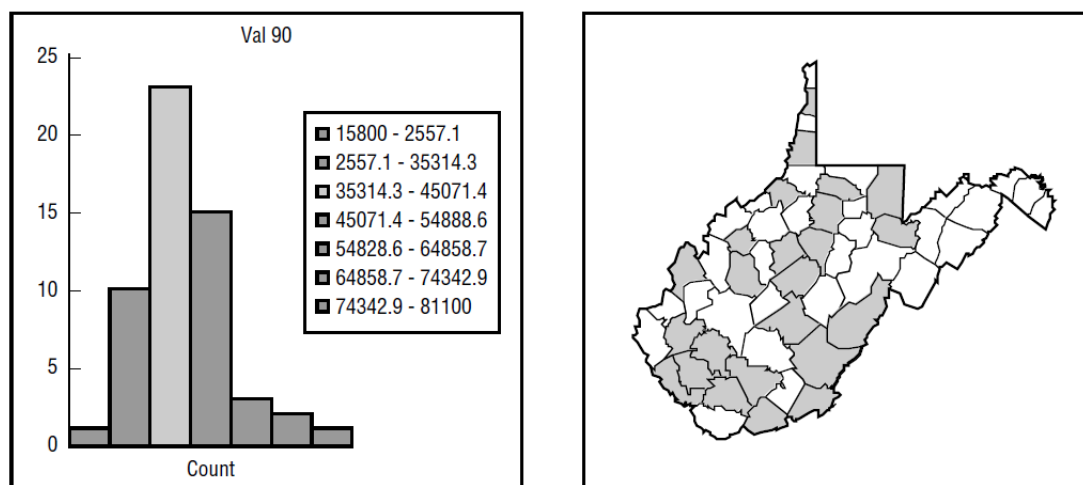 Val 90
25
20
15
10
5
0
15800 - 2557.1
2557.1 - 35314.3
35314.3 - 45071.4
45071.4 - 54888.6
54828.6 - 64858.7
64858.7 - 74342.9
74342.9 - 81100
Count